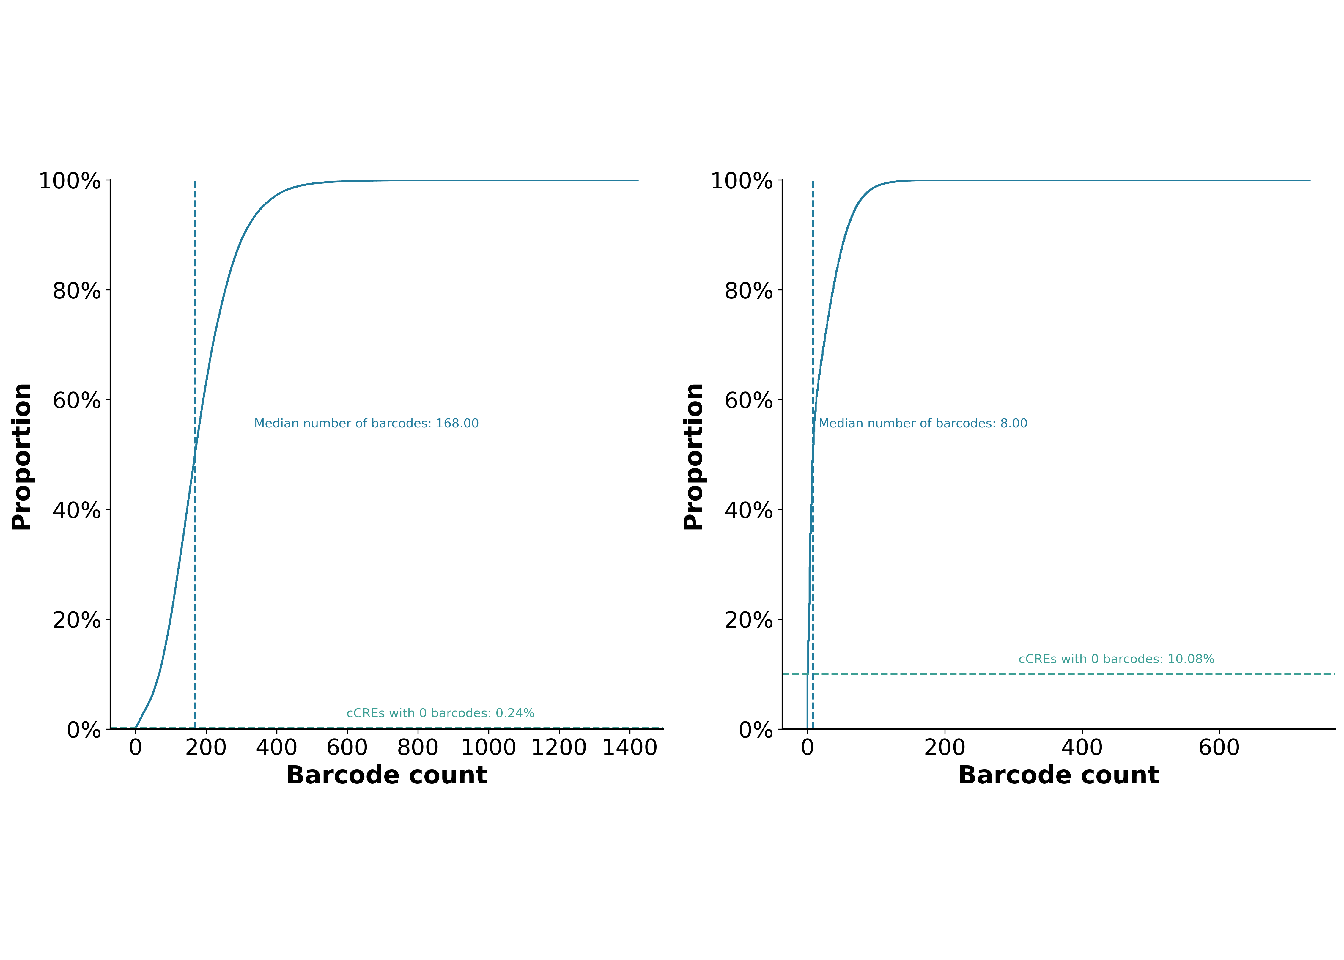 100%
80%
60%
40%
20%
0%
Proportion
Median number of barcodes: 168.00
cCREs with 0 barcodes: 0.24%
0 200 400 600 800 1000 1200 1400
Barcode count
100%
80%
60%
40%
20%
0%
Proportion
Median number of barcodes: 8.00
cCREs with 0 barcodes: 10.08%
0 200 400 600
Barcode count